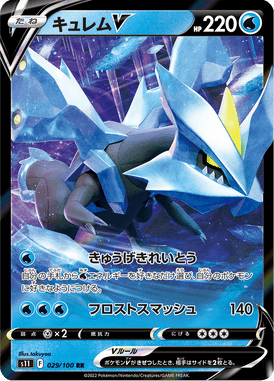 たね キュレムV HP220
きゅうげきれいとう
自分の手札から エネルギーを好きなだけ選び、自分のポケモン
に好きなようにつける。
フロストスマッシュ 140
弱点 ×2 抵抗力 にげる
Illus.takuyoa
Vルール
ポケモンVがきぜつしたとき、相手はサイドを2枚とる。
s11 F 029/100 RR
©2022 Pokémon/Nintendo/Creatures/GAME FREAK.